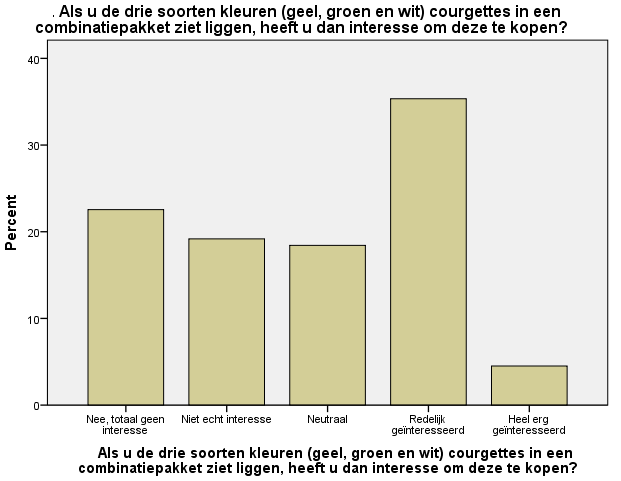 . Als u de drie soorten kleuren (geel, groen en wit) courgettes in een
combinatiepakket ziet liggen, heeft u dan interesse om deze te kopen?
Percent
40
30
20
10
0
Nee, totaal geen
interesse
Niet echt interesse
Neutraal
Redelijk
geïnteresseerd
Heel erg
geïnteresseerd
Als u de drie soorten kleuren (geel, groen en wit) courgettes in een
combinatiepakket ziet liggen, heeft u dan interesse om deze te kopen?